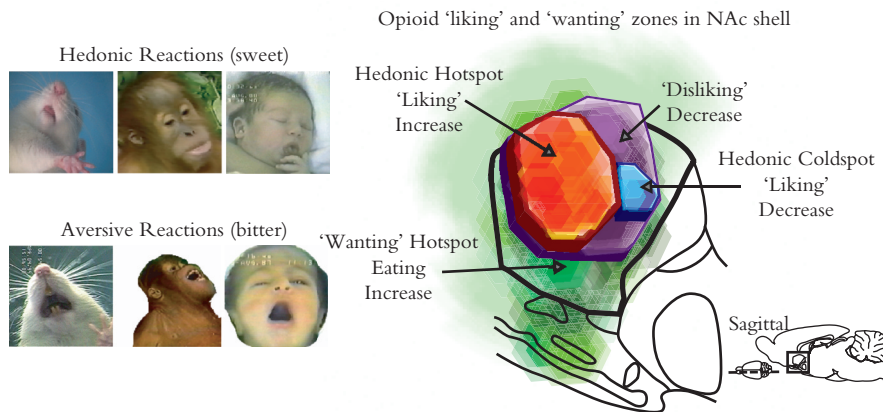 Opioid ‘liking’ and ‘wanting’ zones in NAc shell
Hedonic Reactions (sweet)
Hedonic Hotspot
‘Liking’
Increase
‘Disliking’
Decrease
Hedonic Coldspot
‘Liking’
Decrease
Aversive Reactions (bitter)
‘Wanting’ Hotspot
Eating
Increase
Sagittal